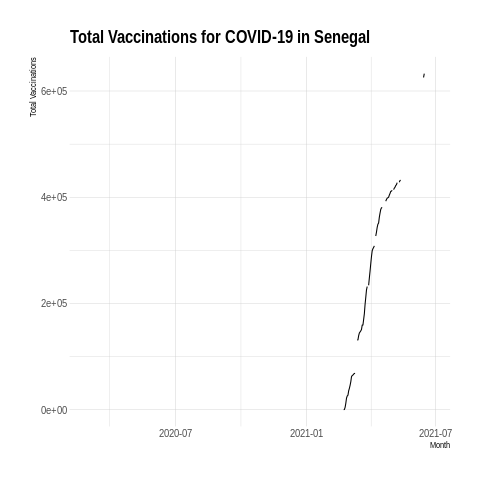 Total Vaccinations for COVID-19 in Senegal
Total Vaccinations
6e+05
4e+05
2e+05
0e+00
2020-07
2021-01
2021-07
Month